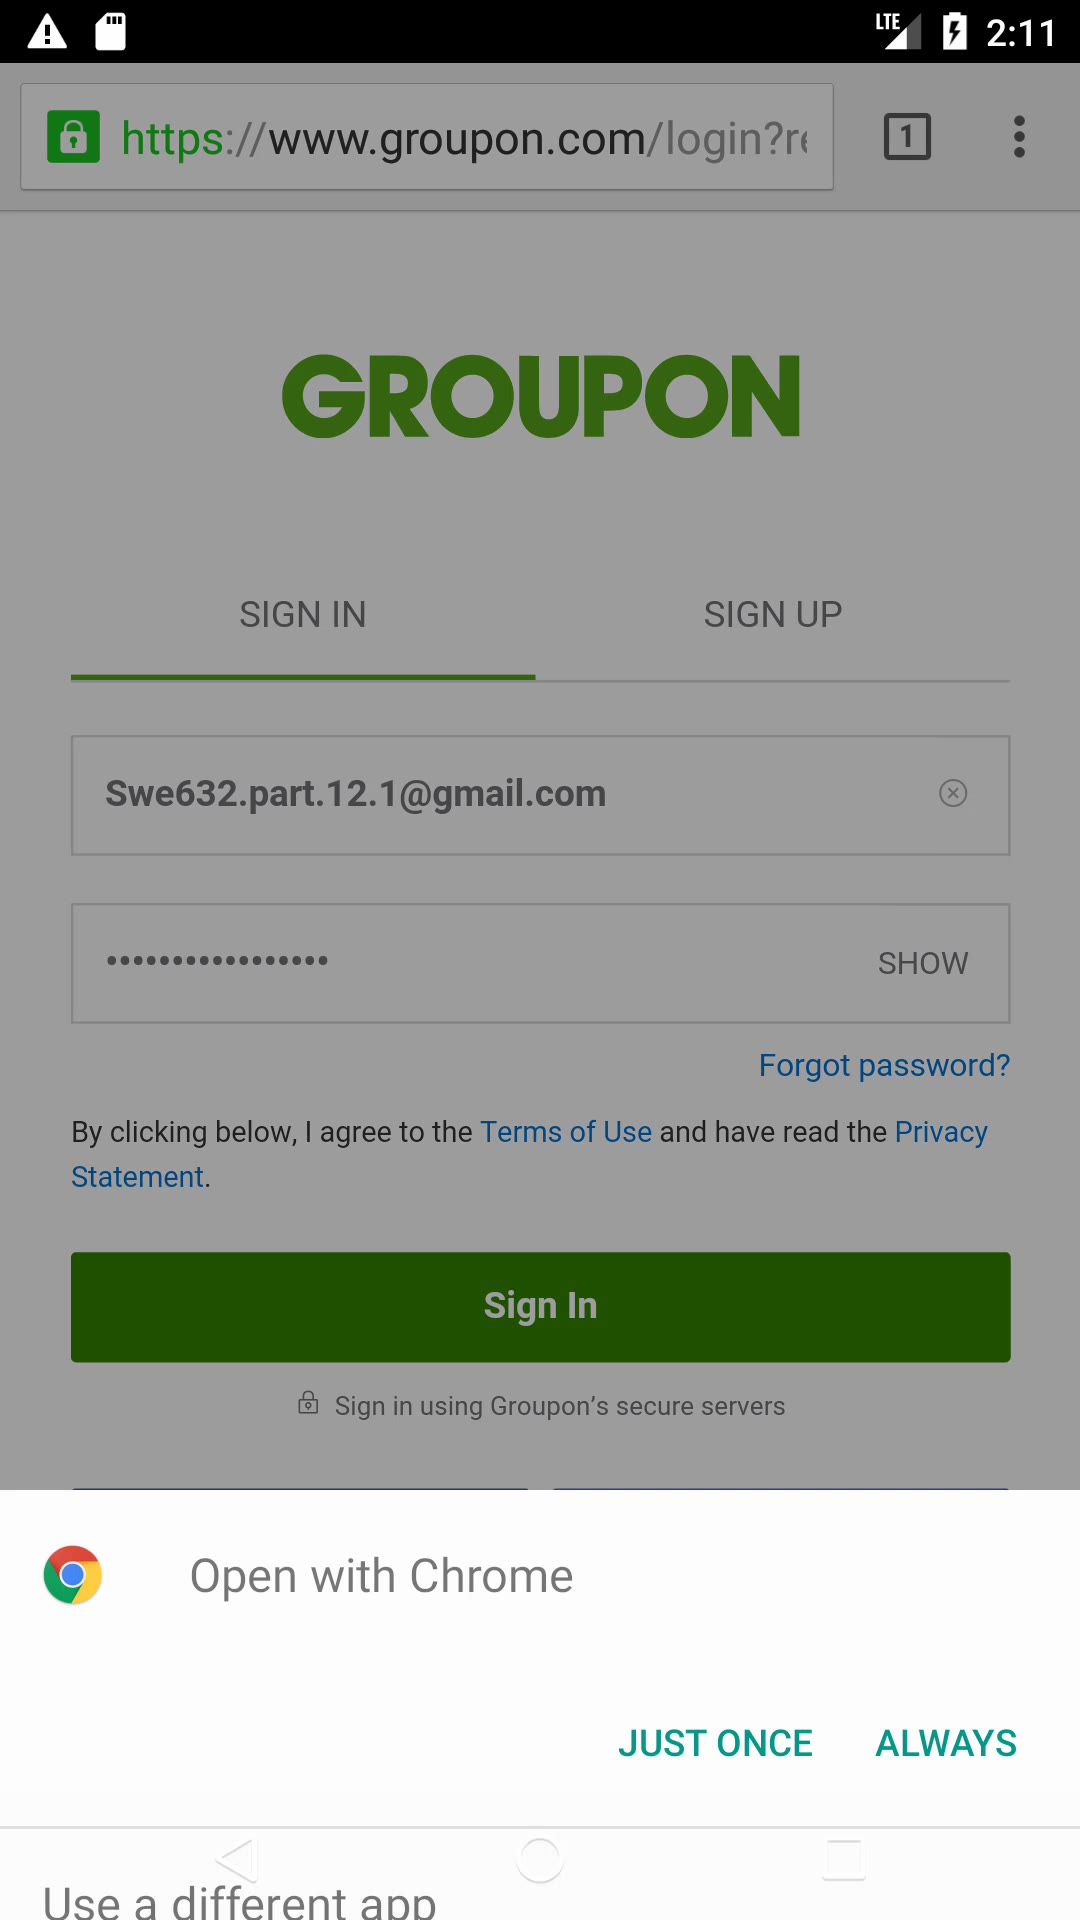 LTE 2:11
https://www.groupon.com/login?re
1
GROUPON
SIGN IN SIGN UP
Swe632.part.12.1@gmail.com
••••••••••••••••• SHOW
Forgot password?
By clicking below, I agree to the Terms of Use and have read the Privacy
Statement.
Sign In
Sign in using Groupon’s secure servers
Open with Chrome
JUST ONCE ALWAYS
Use a different app